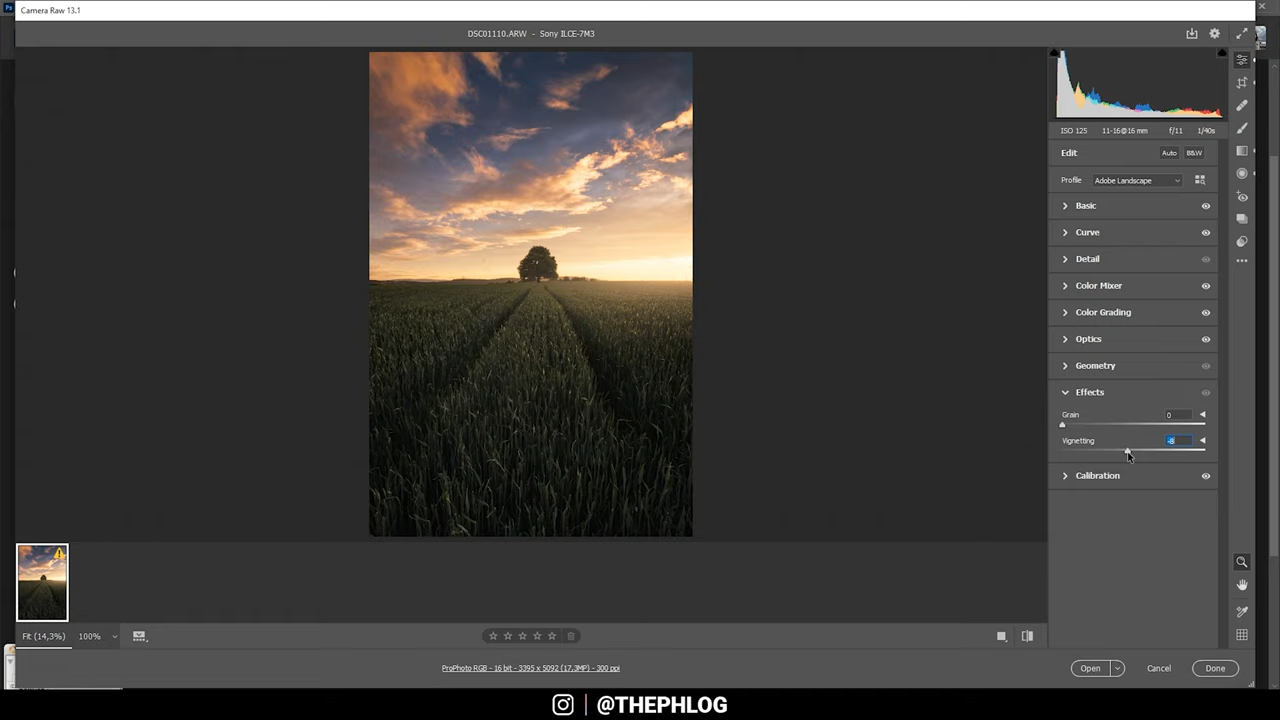 Camera Raw 13.1
DSC01110.ARW - Sony ILCE-7M3
ISO 125 11-16@16 mm f/11 1/40s
Edit Auto B&W
Profile Adobe Landscape
Basic
Curve
Detail
Color Mixer
Color Grading
Optics
Geometry
Effects
Grain 0
Vignetting -8
Calibration
Fit (14,3%) 100%
ProPhoto RGB - 16 bit - 3395 x 5092 (17,3MP) - 300 ppi
Open Cancel Done
@THEPHLOG